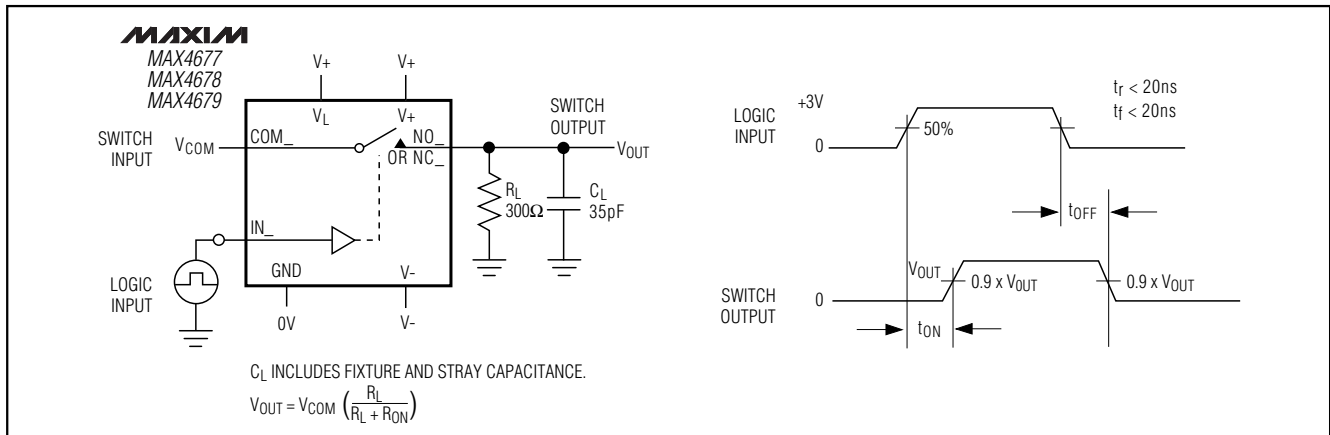 MAXIM
MAX4677
MAX4678
MAX4679
V+
V+
VL
V+
SWITCH
INPUT
VCOM
COM_
NO_
OR NC_
SWITCH
OUTPUT
VOUT
RL
300Ω
CL
35pF
IN_
LOGIC
INPUT
GND
V-
0V
V-
CL INCLUDES FIXTURE AND STRAY CAPACITANCE.
VOUT = VCOM (RL / RL + RON)
LOGIC
INPUT
+3V
0
50%
tr < 20ns
tf < 20ns
tOFF
SWITCH
OUTPUT
VOUT
0
0.9 x VOUT
0.9 x VOUT
tON